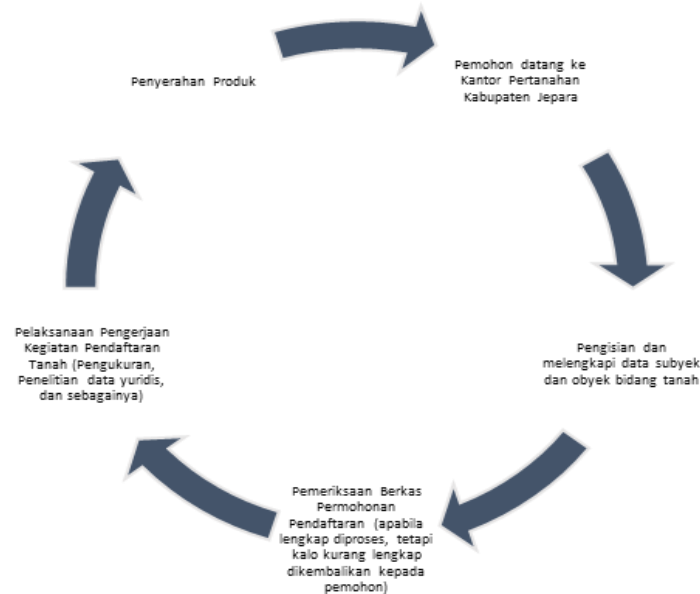 Penyerahan Produk
Pemohon datang ke
Kantor Pertanahan
Kabupaten Jepara
Pengisian dan
melengkapi data subyek
dan obyek bidang tanah
Pemeriksaan Berkas
Permohonan
Pendaftaran (apabila
lengkap diproses, tetapi
kalo kurang lengkap
dikembalikan kepada
pemohon)
Pelaksanaan Pengerjaan
Kegiatan Pendaftaran
Tanah (Pengukuran,
Penelitian data yuridis,
dan sebagainya)